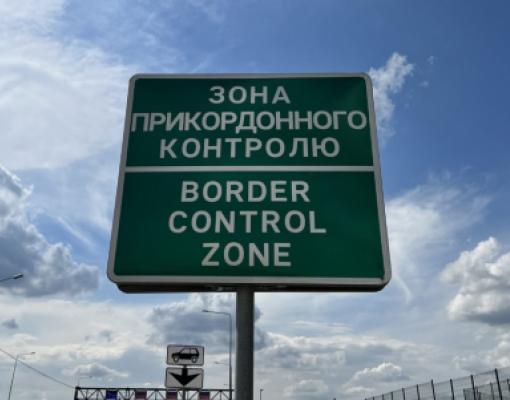 ЗОНА
ПРИКОРДОННОГО
КОНТРОЛЮ
BORDER
CONTROL
ZONE